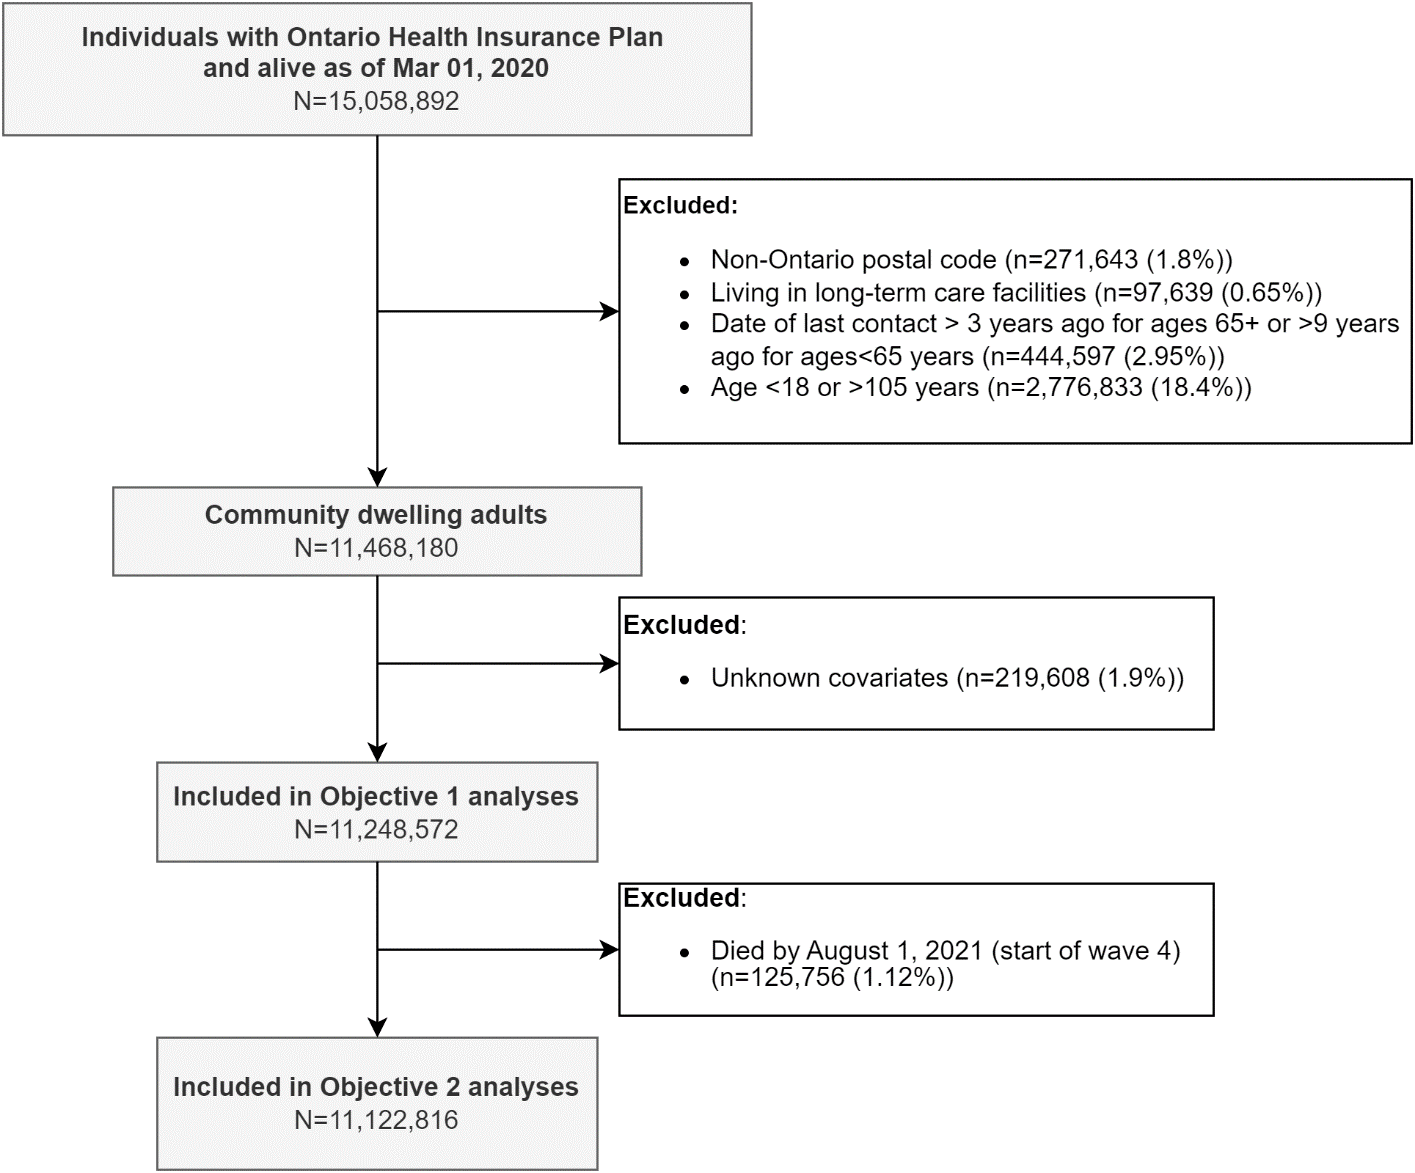 Individuals with Ontario Health Insurance Plan
and alive as of Mar 01, 2020
N=15,058,892
Excluded:
• Non-Ontario postal code (n=271,643 (1.8%))
• Living in long-term care facilities (n=97,639 (0.65%))
• Date of last contact > 3 years ago for ages 65+ or >9 years
ago for ages<65 years (n=444,597 (2.95%))
• Age <18 or >105 years (n=2,776,833 (18.4%))
Community dwelling adults
N=11,468,180
Excluded:
• Unknown covariates (n=219,608 (1.9%))
Included in Objective 1 analyses
N=11,248,572
Excluded:
• Died by August 1, 2021 (start of wave 4)
(n=125,756 (1.12%))
Included in Objective 2 analyses
N=11,122,816